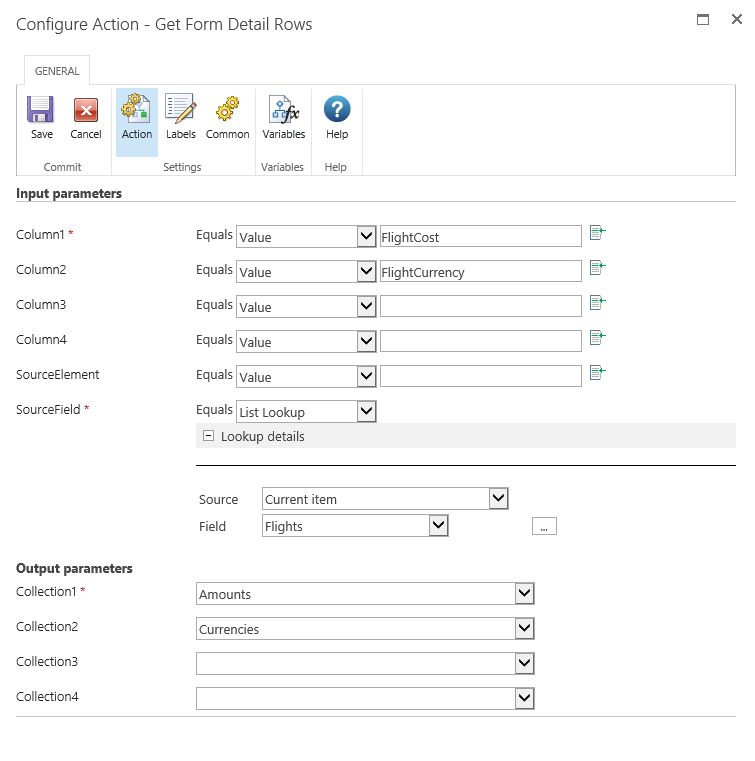 Configure Action - Get Form Detail Rows
GENERAL
Save Cancel Action Labels Common Variables fx Help
Commit Settings Variables Help
Input parameters
Column1 * Equals Value FlightCost
Column2 Equals Value FlightCurrency
Column3 Equals Value
Column4 Equals Value
SourceElement Equals Value
SourceField * Equals List Lookup
Lookup details
Source Current item
Field Flights ...
Output parameters
Collection1 * Amounts
Collection2 Currencies
Collection3
Collection4